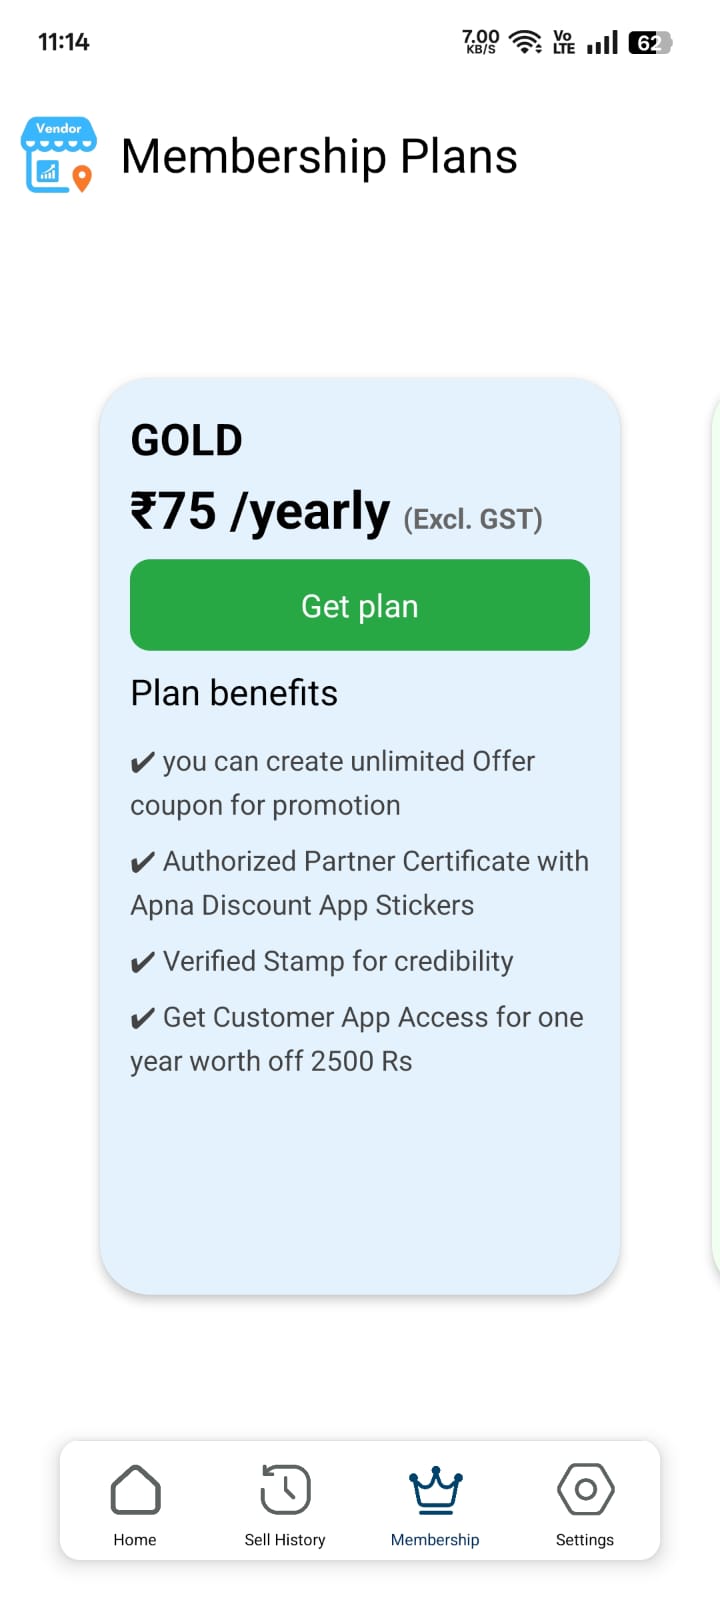 11:14
7.00
KB/S
Vo
LTE
62
Vendor
Membership Plans
GOLD
₹75 /yearly (Excl. GST)
Get plan
Plan benefits
✔ you can create unlimited Offer
coupon for promotion
✔ Authorized Partner Certificate with
Apna Discount App Stickers
✔ Verified Stamp for credibility
✔ Get Customer App Access for one
year worth off 2500 Rs
Home
Sell History
Membership
Settings